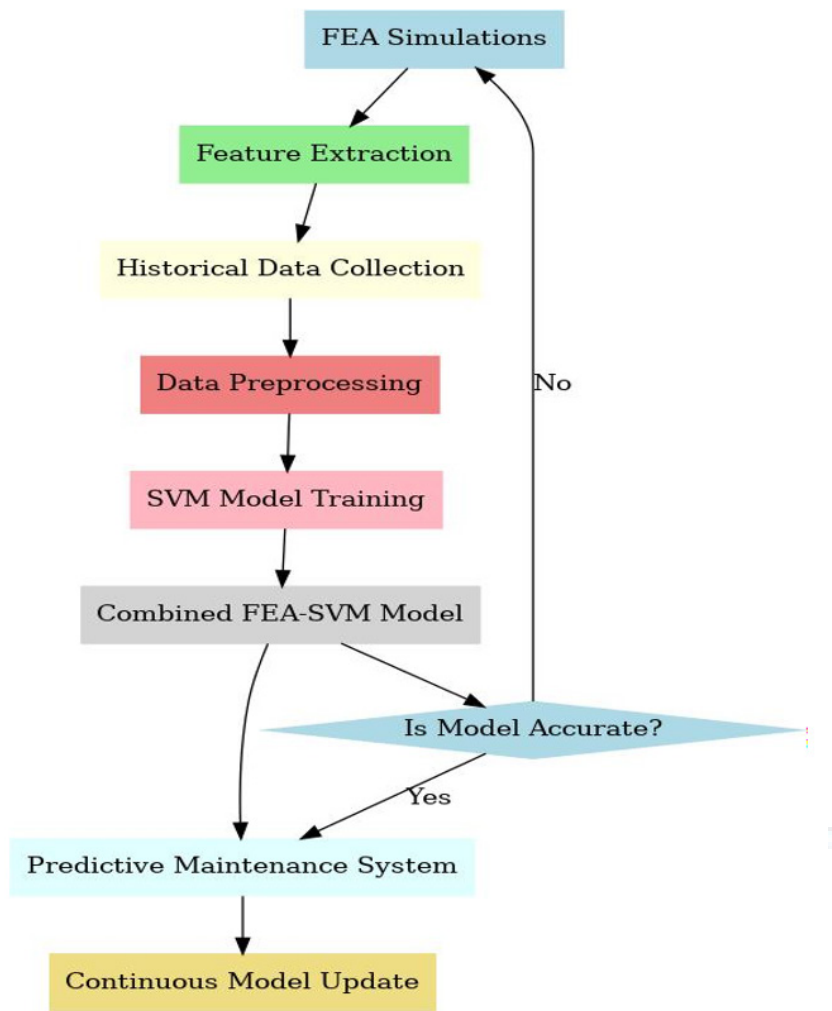 FEA Simulations
Feature Extraction
Historical Data Collection
Data Preprocessing
No
SVM Model Training
Combined FEA-SVM Model
Is Model Accurate?
Yes
Predictive Maintenance System
Continuous Model Update